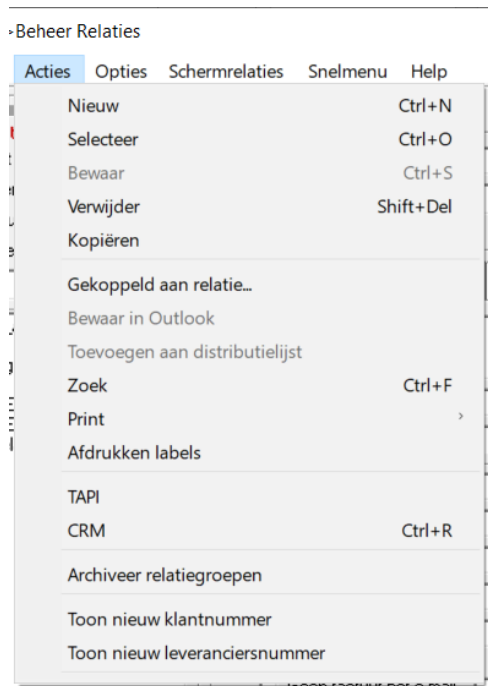 Beheer Relaties
Acties Opties Schermrelaties Snelmenu Help
Nieuw Ctrl+N
Selecteer Ctrl+O
Bewaar Ctrl+S
Verwijder Shift+Del
Kopiëren
Gekoppeld aan relatie...
Bewaar in Outlook
Toevoegen aan distributielijst
Zoek Ctrl+F
Print
Afdrukken labels
TAPI
CRM Ctrl+R
Archiveer relatiegroepen
Toon nieuw klantnummer
Toon nieuw leveranciersnummer